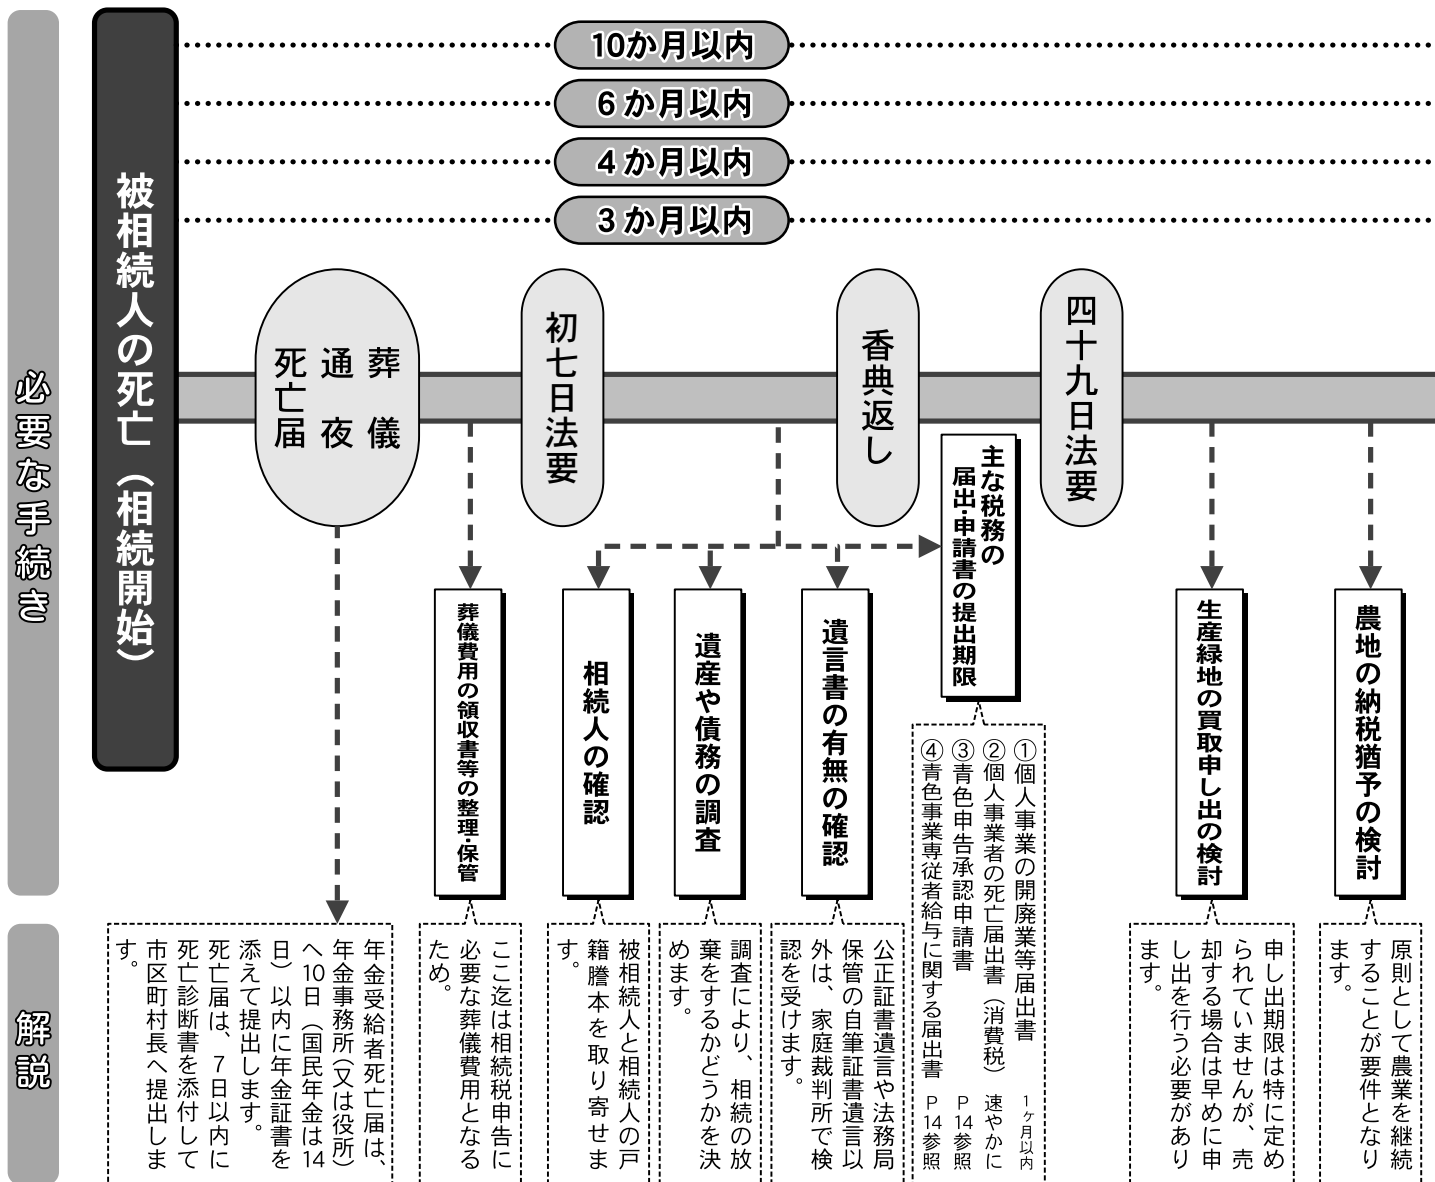 必要な手続き
解説
被相続人の死亡（相続開始）
10か月以内
6か月以内
4か月以内
3か月以内
葬儀
通夜
死亡届
初七日法要
香典返し
四十九日法要
葬儀費用の領収書等の整理・保管
相続人の確認
遺産や債務の調査
遺言書の有無の確認
主な税務の
届出・申請書の提出期限
生産緑地の買取申し出の検討
農地の納税猶予の検討
年金受給者死亡届は、
年金事務所（又は役所）
へ10日（国民年金は14
日）以内に年金証書を
添えて提出します。
死亡届は、７日以内に
死亡診断書を添付して
市区町村長へ提出しま
す。
ここ迄は相続税申告に
必要な葬儀費用となる
ため。
被相続人と相続人の戸
籍謄本を取り寄せま
す。
調査により、相続の放
棄をするかどうかを決
めます。
公正証書遺言や法務局
保管の自筆証書遺言以
外は、家庭裁判所で検
認を受けます。
①個人事業の開廃業等届出書 1ヶ月以内
②個人事業者の死亡届出書（消費税） 速やかに
③青色申告承認申請書 P14参照
④青色事業専従者給与に関する届出書 P14参照
申し出期限は特に定め
られていませんが、売
却する場合は早めに申
し出を行う必要があり
ます。
原則として農業を継続
することが要件となり
ます。